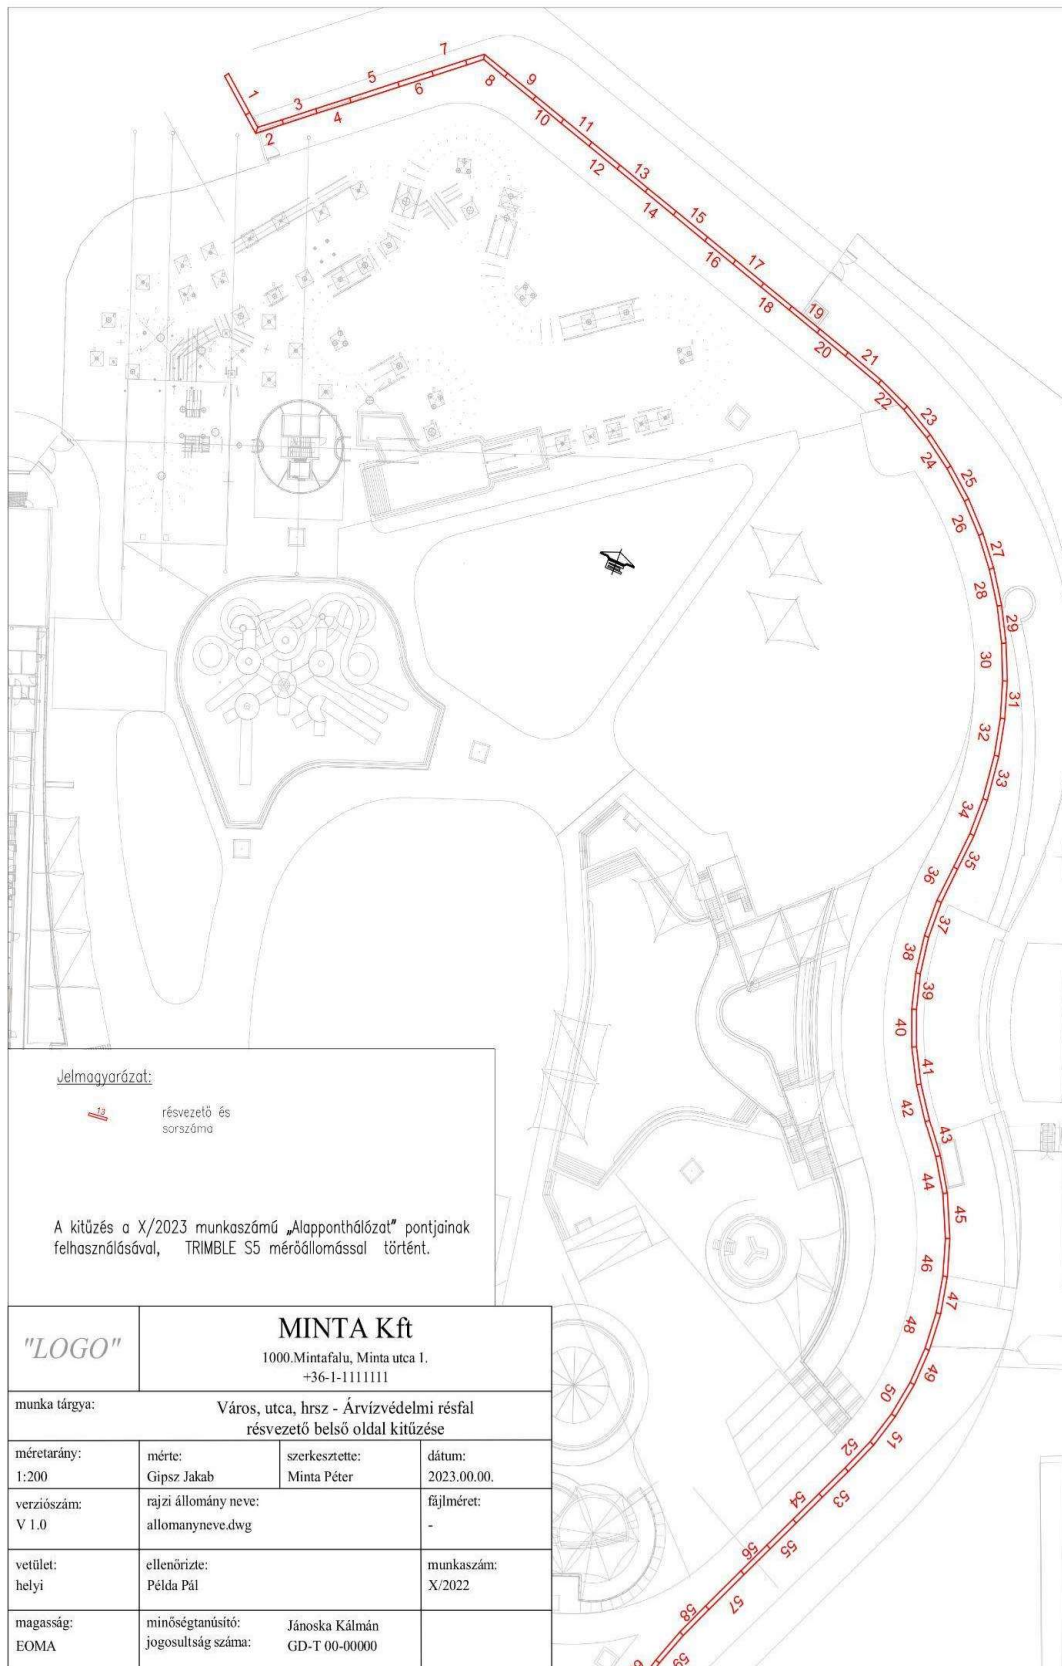 1
2
3
4
5
6
7
8
9
10
11
12
13
14
15
16
17
18
19
20
21
22
23
24
25
26
27
28
29
30
31
32
33
34
35
36
37
38
39
40
41
42
43
44
45
46
47
48
49
50
51
52
53
54
55
56
57
58
59
Jelmagyarázat:
13 résvezető és
sorszáma
A kitűzés a X/2023 munkaszámú „Alapponthálózat" pontjainak
felhasználásával, TRIMBLE S5 mérőállomással történt.
"LOGO"
MINTA Kft
1000.Mintafalu, Minta utca 1.
+36-1-1111111
munka tárgya:
Város, utca, hrsz - Árvízvédelmi résfal
résvezető belső oldal kitűzése
méretarány:
1:200
mérte:
Gipsz Jakab
szerkesztette:
Minta Péter
dátum:
2023.00.00.
verziószám:
V 1.0
rajzi állomány neve:
allomanyneve.dwg
fájlméret:
-
vetület:
helyi
ellenőrizte:
Példa Pál
munkaszám:
X/2022
magasság:
EOMA
minőségtanúsító: Jánoska Kálmán
jogosultság száma: GD-T 00-00000